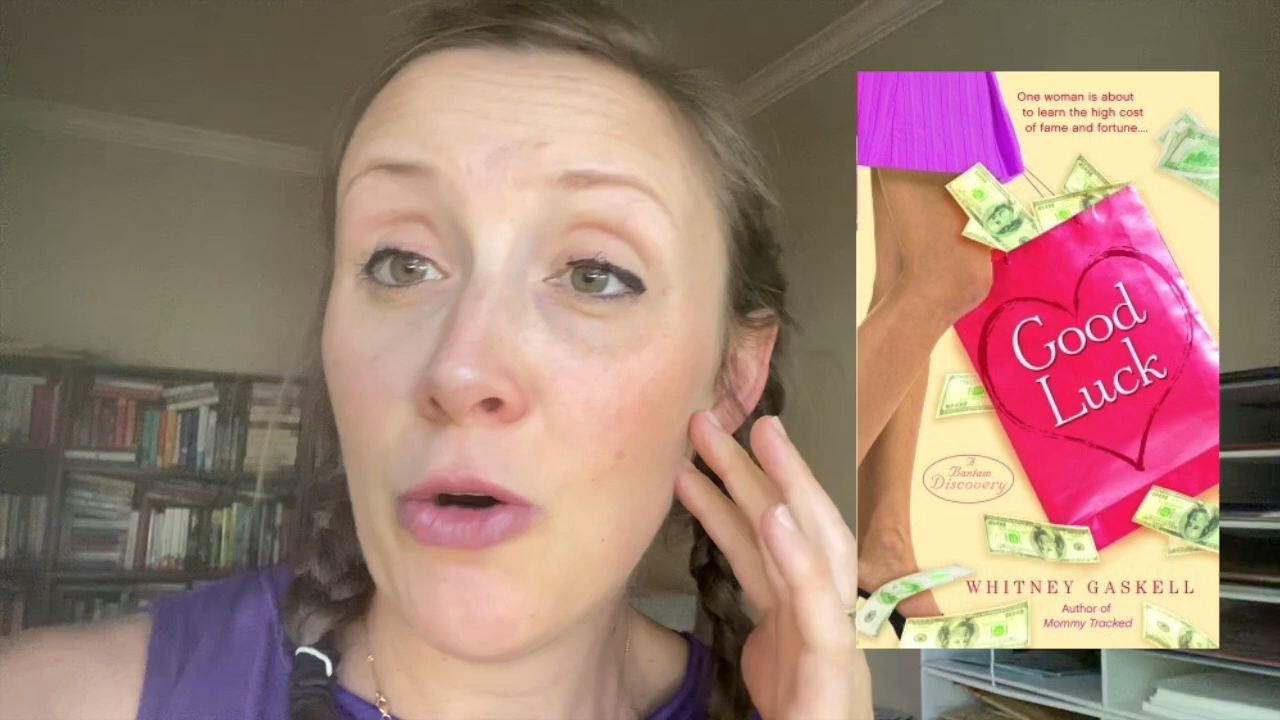 One woman is about
to learn the high cost
of fame and fortune....
Good
Luck
A
Bantam
Discovery
WHITNEY GASKELL
Author of
Mommy Tracked